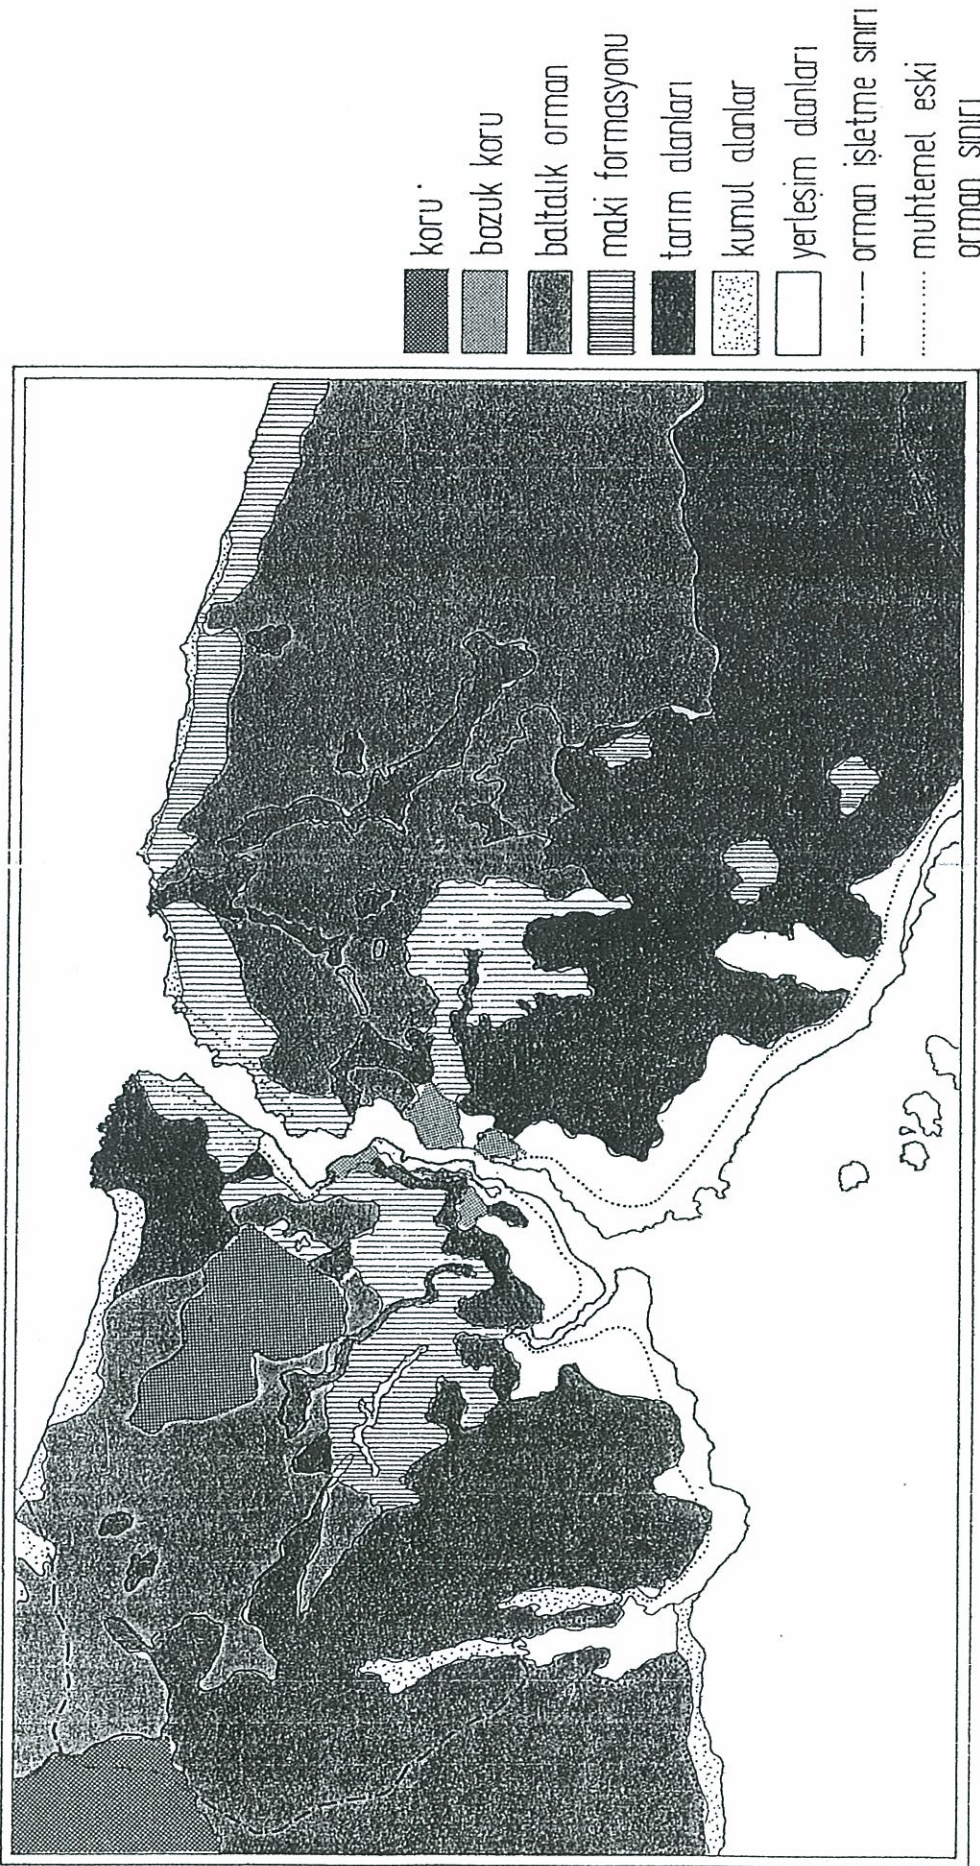 koru
bozuk koru
baltalık orman
maki formasyonu
tarım alanları
kumul alanlar
yerleşim alanları
orman işletme sınırı
muhtemel eski
orman sınırı